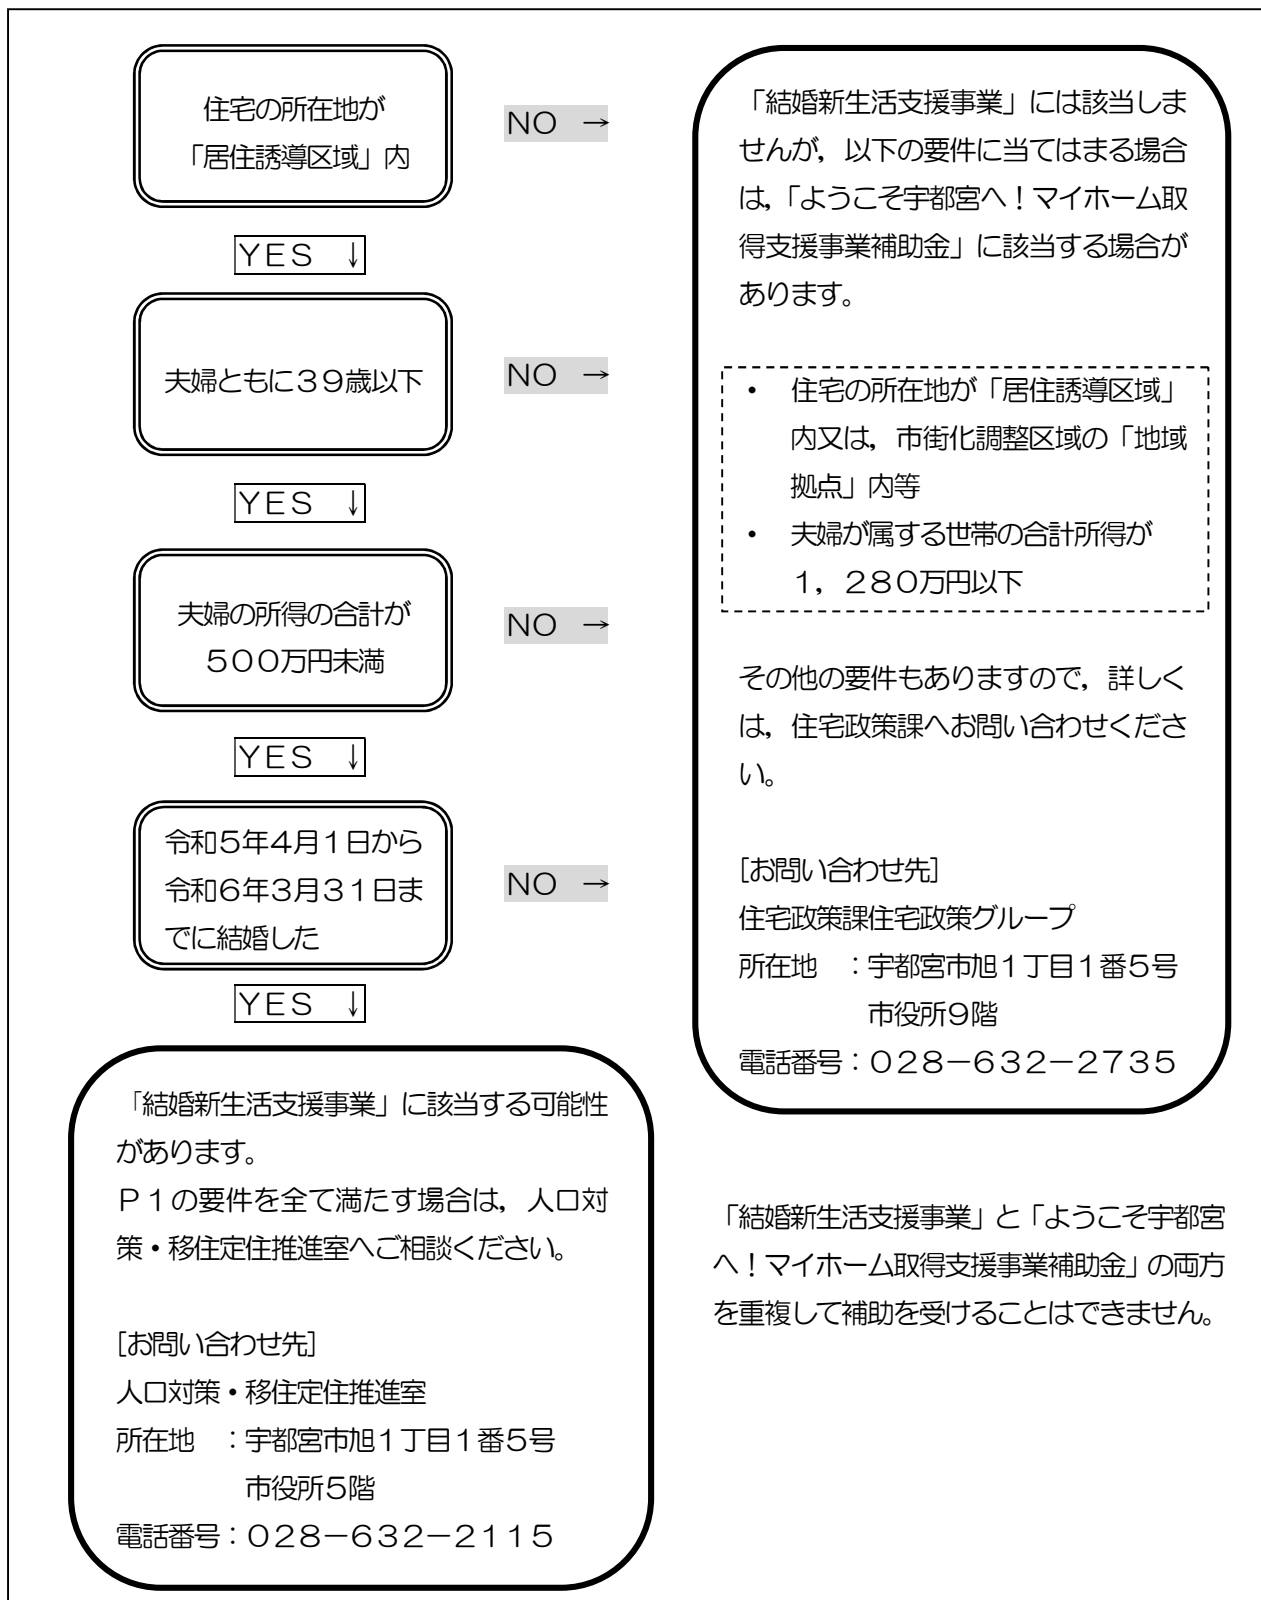 住宅の所在地が
「居住誘導区域」内
NO →
YES ↓
夫婦ともに39歳以下
NO →
YES ↓
夫婦の所得の合計が
500万円未満
NO →
YES ↓
令和5年4月1日から
令和6年3月31日ま
でに結婚した
NO →
YES ↓
「結婚新生活支援事業」に該当する可能性
があります。
P1の要件を全て満たす場合は，人口対
策・移住定住推進室へご相談ください。
[お問い合わせ先]
人口対策・移住定住推進室
所在地　：宇都宮市旭1丁目1番5号
市役所5階
電話番号：028－632－2115
「結婚新生活支援事業」には該当しま
せんが，以下の要件に当てはまる場合
は，「ようこそ宇都宮へ！マイホーム取
得支援事業補助金」に該当する場合が
あります。
・ 住宅の所在地が「居住誘導区域」
内又は，市街化調整区域の「地域
拠点」内等
・ 夫婦が属する世帯の合計所得が
1，280万円以下
その他の要件もありますので，詳しく
は，住宅政策課へお問い合わせくださ
い。
[お問い合わせ先]
住宅政策課住宅政策グループ
所在地　：宇都宮市旭1丁目1番5号
市役所9階
電話番号：028－632－2735
「結婚新生活支援事業」と「ようこそ宇都宮
へ！マイホーム取得支援事業補助金」の両方
を重複して補助を受けることはできません。